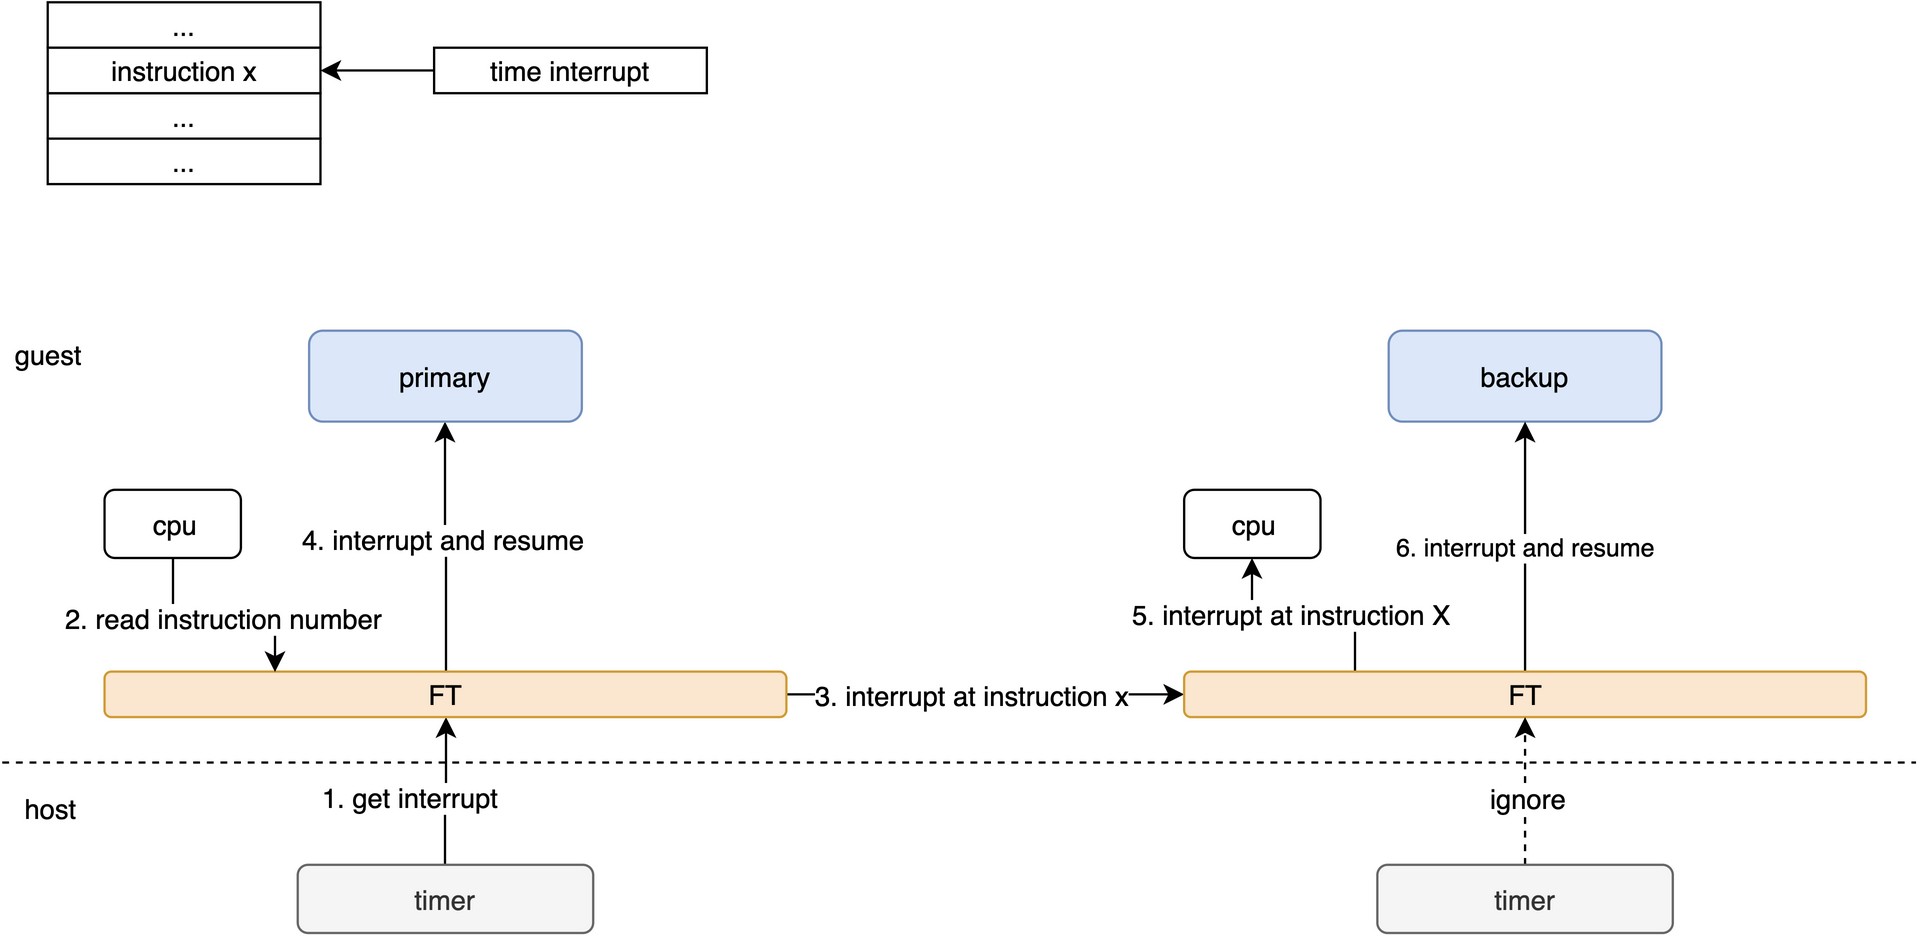 ...
instruction x
time interrupt
...
...
guest
primary
backup
cpu
4. interrupt and resume
cpu
6. interrupt and resume
2. read instruction number
5. interrupt at instruction X
FT
3. interrupt at instruction x
FT
host
1. get interrupt
ignore
timer
timer